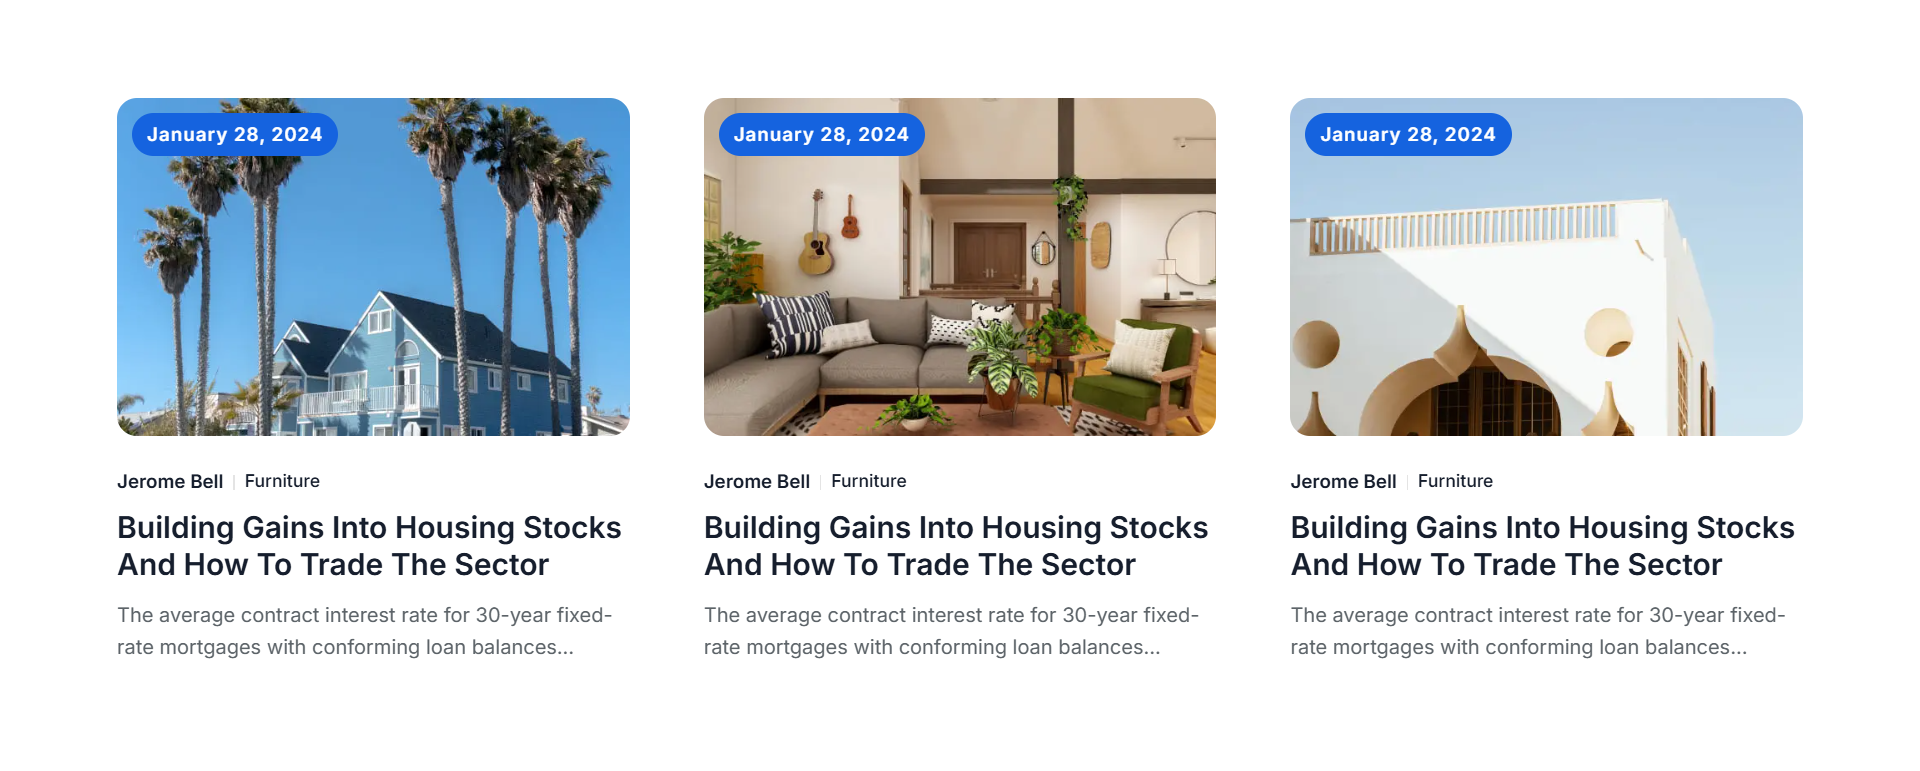 January 28, 2024
Jerome Bell | Furniture
Building Gains Into Housing Stocks
And How To Trade The Sector
The average contract interest rate for 30-year fixed-
rate mortgages with conforming loan balances...
January 28, 2024
Jerome Bell | Furniture
Building Gains Into Housing Stocks
And How To Trade The Sector
The average contract interest rate for 30-year fixed-
rate mortgages with conforming loan balances...
January 28, 2024
Jerome Bell | Furniture
Building Gains Into Housing Stocks
And How To Trade The Sector
The average contract interest rate for 30-year fixed-
rate mortgages with conforming loan balances...